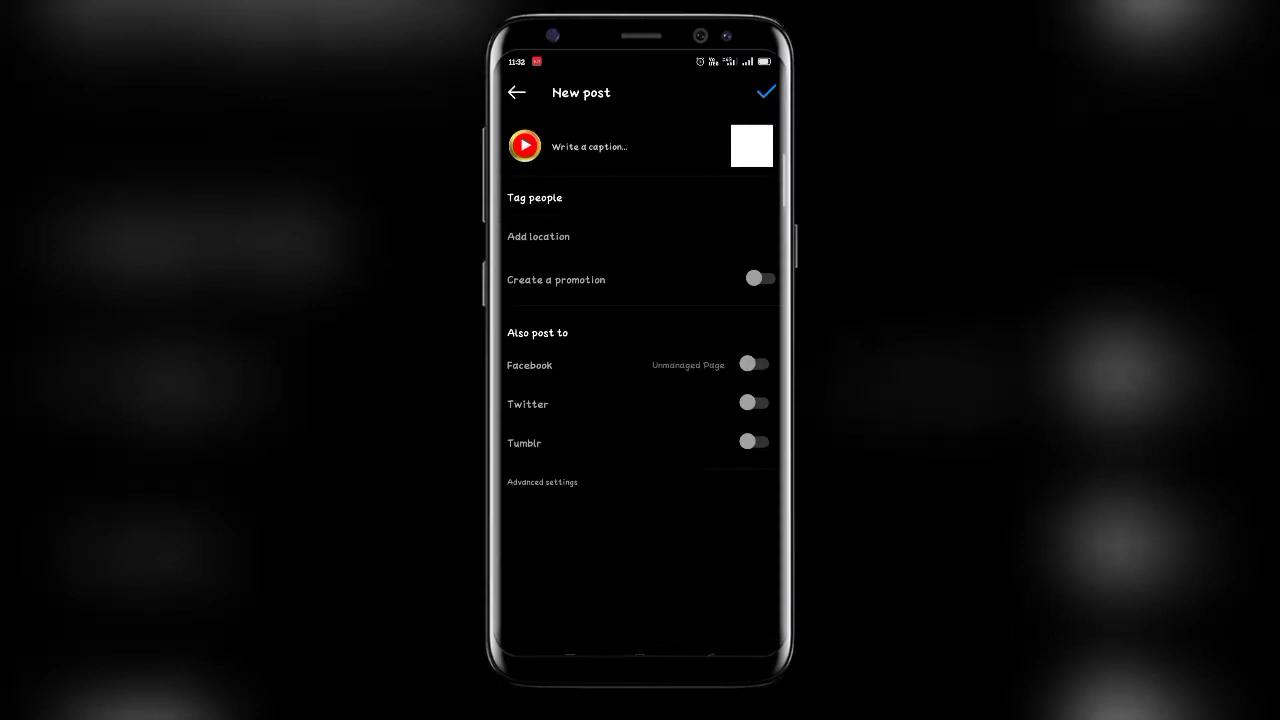 11:32
New post
Write a caption...
Tag people
Add location
Create a promotion
Also post to
Facebook
Unmanaged Page
Twitter
Tumblr
Advanced settings